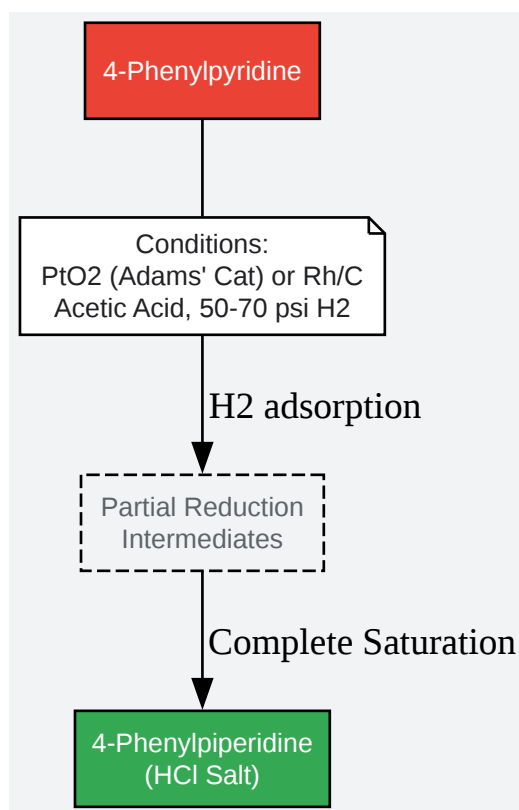 4-Phenylpyridine
Conditions:
PtO2 (Adams' Cat) or Rh/C
Acetic Acid, 50-70 psi H2
H2 adsorption
Partial Reduction
Intermediates
Complete Saturation
4-Phenylpiperidine
(HCl Salt)